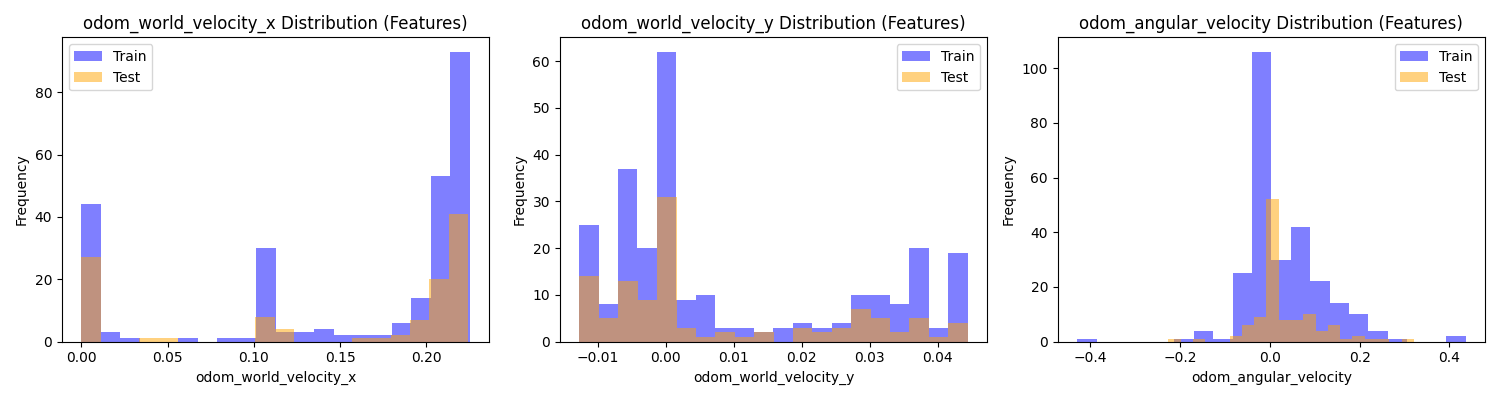 odom_world_velocity_x Distribution (Features)
Train
Test
Frequency
80
60
40
20
0
0.00 0.05 0.10 0.15 0.20
odom_world_velocity_x
odom_world_velocity_y Distribution (Features)
Train
Test
Frequency
60
50
40
30
20
10
0
−0.01 0.00 0.01 0.02 0.03 0.04
odom_world_velocity_y
odom_angular_velocity Distribution (Features)
Train
Test
Frequency
100
80
60
40
20
0
−0.4 −0.2 0.0 0.2 0.4
odom_angular_velocity